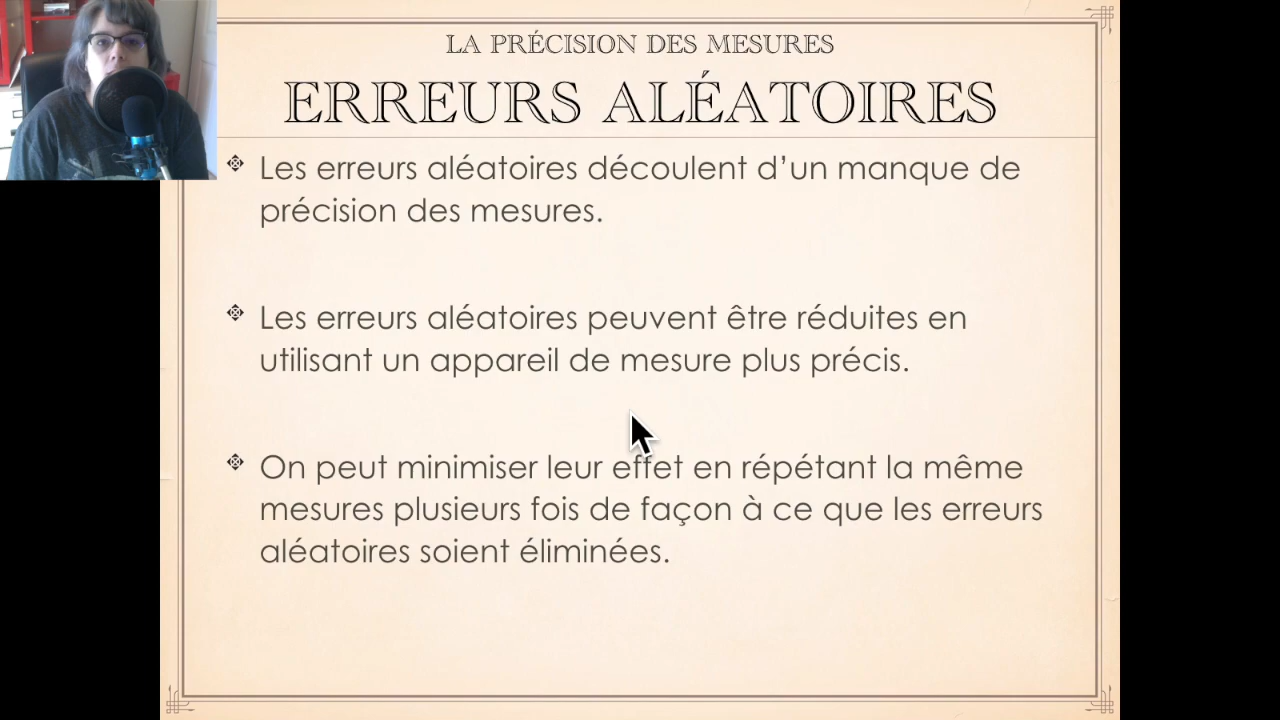 LA PRÉCISION DES MESURES
ERREURS ALÉATOIRES
Les erreurs aléatoires découlent d’un manque de
précision des mesures.
Les erreurs aléatoires peuvent être réduites en
utilisant un appareil de mesure plus précis.
On peut minimiser leur effet en répétant la même
mesures plusieurs fois de façon à ce que les erreurs
aléatoires soient éliminées.